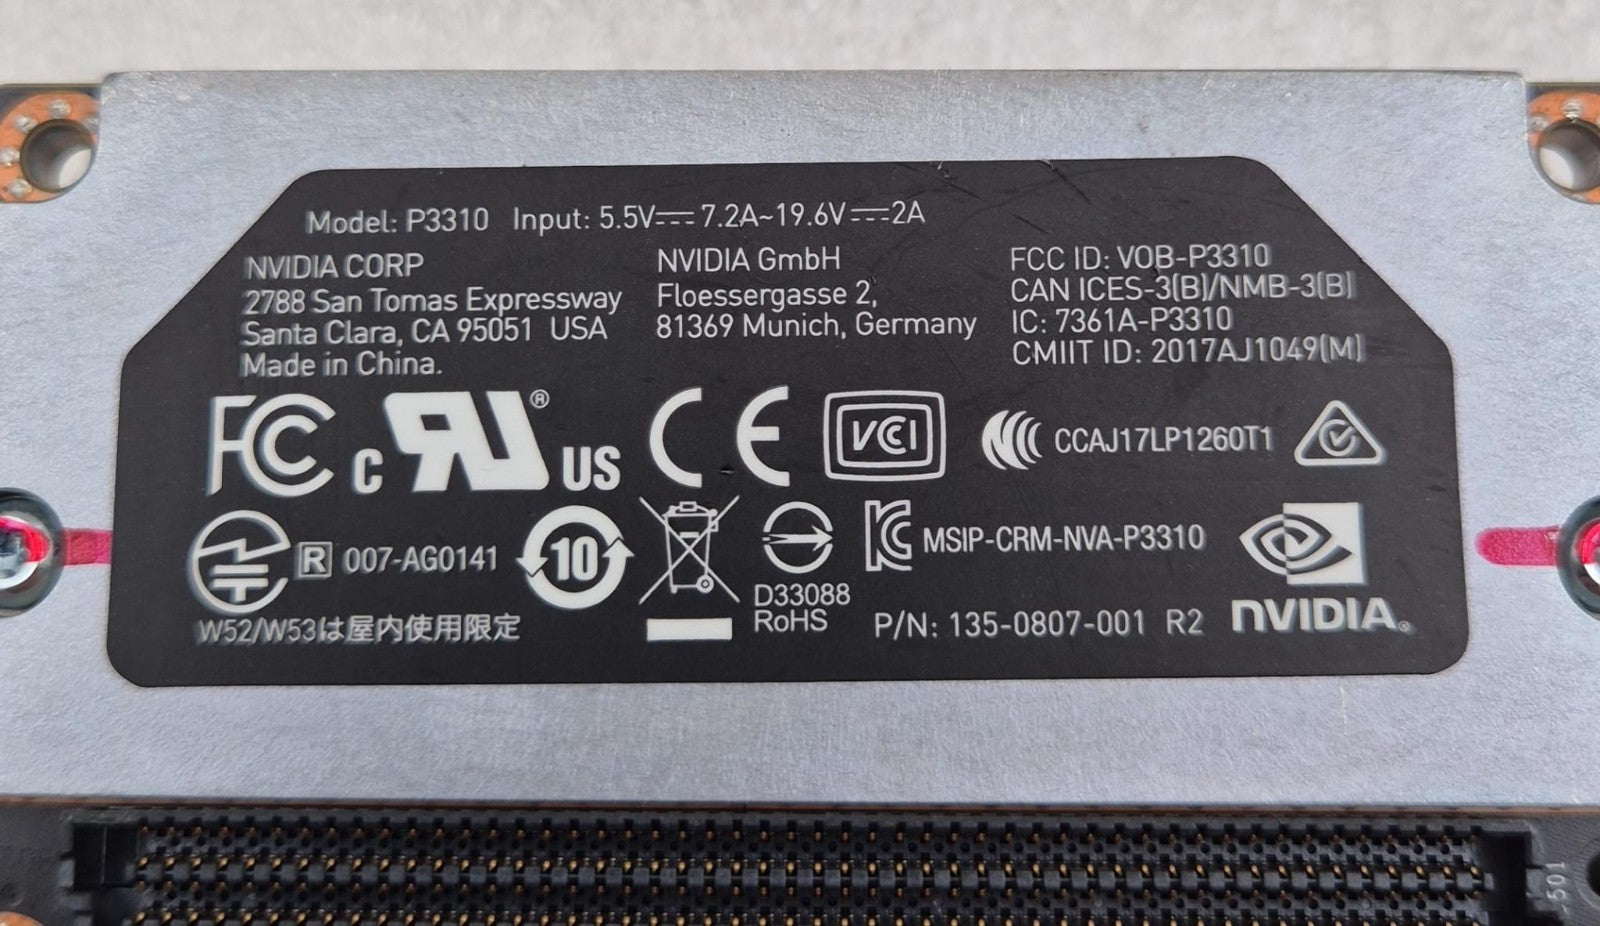 Model: P3310 Input: 5.5V⎓7.2A~19.6V⎓2A
NVIDIA CORP
2788 San Tomas Expressway
Santa Clara, CA 95051 USA
Made in China.
NVIDIA GmbH
Floessergasse 2,
81369 Munich, Germany
FCC ID: VOB-P3310
CAN ICES-3(B)/NMB-3(B)
IC: 7361A-P3310
CMIIT ID: 2017AJ1049(M)
FC c RU® US CE VCI CCAJ17LP1260T1
R 007-AG0141 10
W52/W53は屋内使用限定
D33088
RoHS
KC MSIP-CRM-NVA-P3310
P/N: 135-0807-001 R2
NVIDIA®